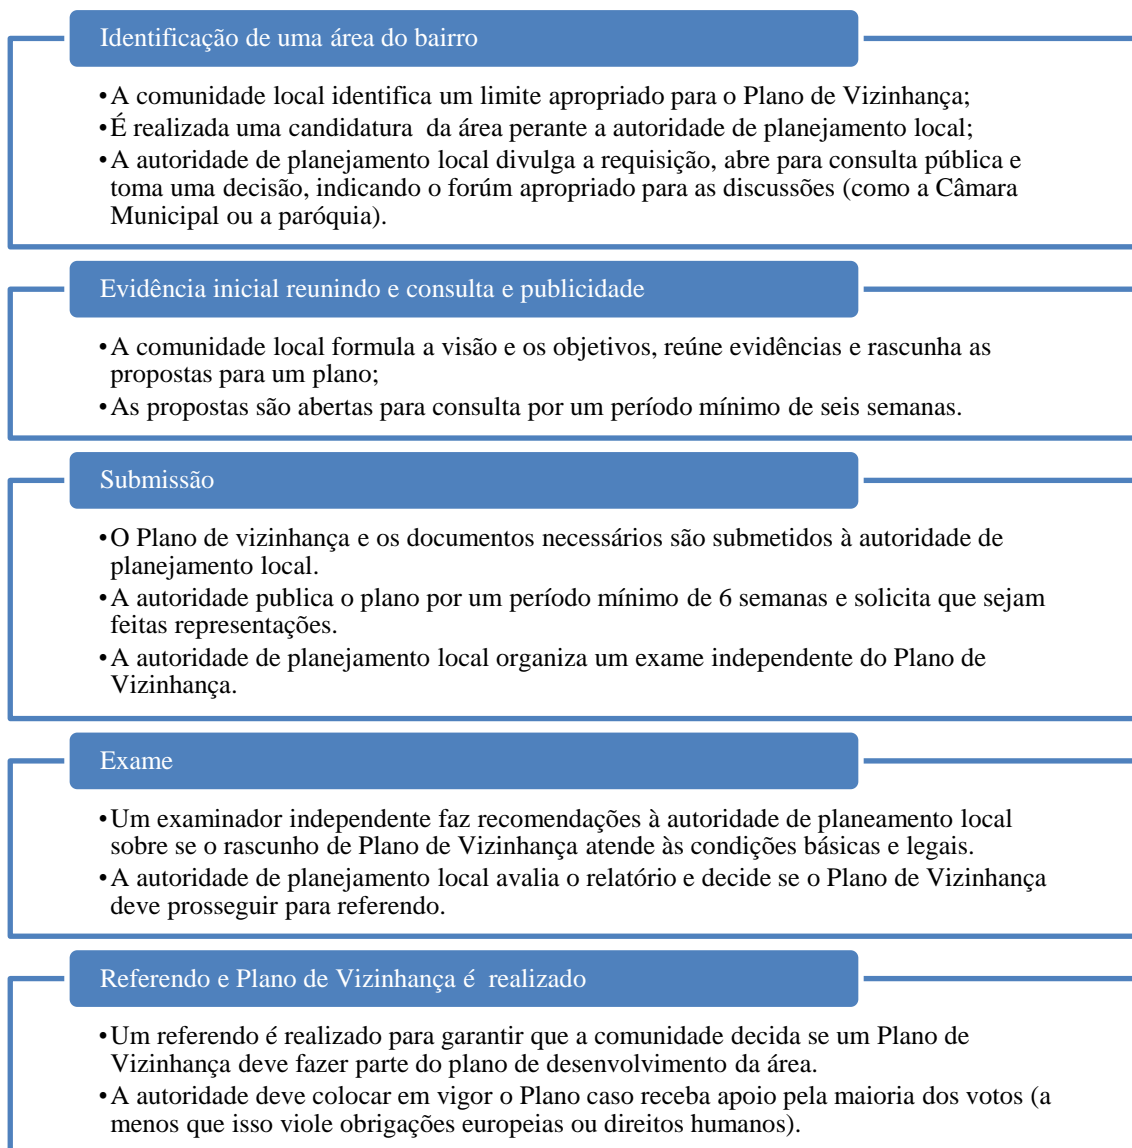 Identificação de uma área do bairro
•A comunidade local identifica um limite apropriado para o Plano de Vizinhança;
•É realizada uma candidatura da área perante a autoridade de planejamento local;
•A autoridade de planejamento local divulga a requisição, abre para consulta pública e
toma uma decisão, indicando o forúm apropriado para as discussões (como a Câmara
Municipal ou a paróquia).
Evidência inicial reunindo e consulta e publicidade
•A comunidade local formula a visão e os objetivos, reúne evidências e rascunha as
propostas para um plano;
•As propostas são abertas para consulta por um período mínimo de seis semanas.
Submissão
•O Plano de vizinhança e os documentos necessários são submetidos à autoridade de
planejamento local.
•A autoridade publica o plano por um período mínimo de 6 semanas e solicita que sejam
feitas representações.
•A autoridade de planejamento local organiza um exame independente do Plano de
Vizinhança.
Exame
•Um examinador independente faz recomendações à autoridade de planeamento local
sobre se o rascunho de Plano de Vizinhança atende às condições básicas e legais.
•A autoridade de planejamento local avalia o relatório e decide se o Plano de Vizinhança
deve prosseguir para referendo.
Referendo e Plano de Vizinhança é realizado
•Um referendo é realizado para garantir que a comunidade decida se um Plano de
Vizinhança deve fazer parte do plano de desenvolvimento da área.
•A autoridade deve colocar em vigor o Plano caso receba apoio pela maioria dos votos (a
menos que isso viole obrigações europeias ou direitos humanos).